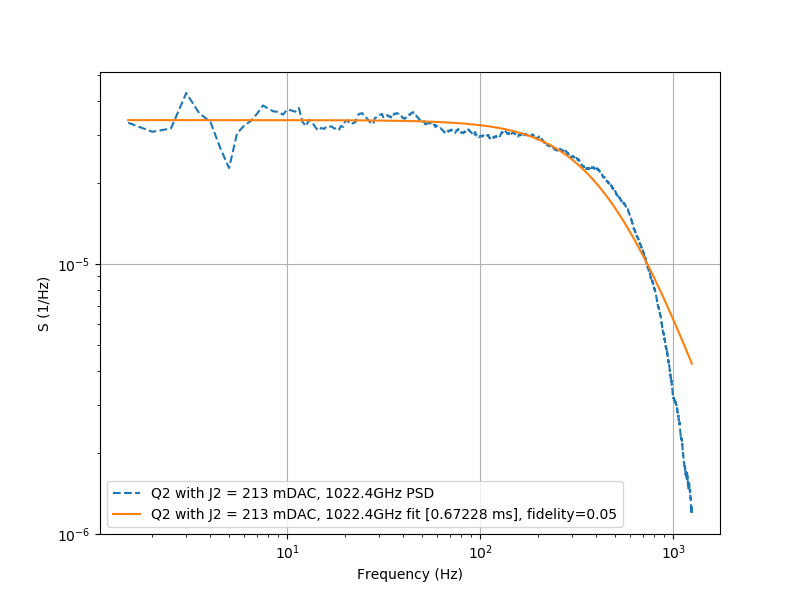 S (1/Hz)
10⁻⁵
10⁻⁶
Q2 with J2 = 213 mDAC, 1022.4GHz PSD
Q2 with J2 = 213 mDAC, 1022.4GHz fit [0.67228 ms], fidelity=0.05
10¹ 10² 10³
Frequency (Hz)